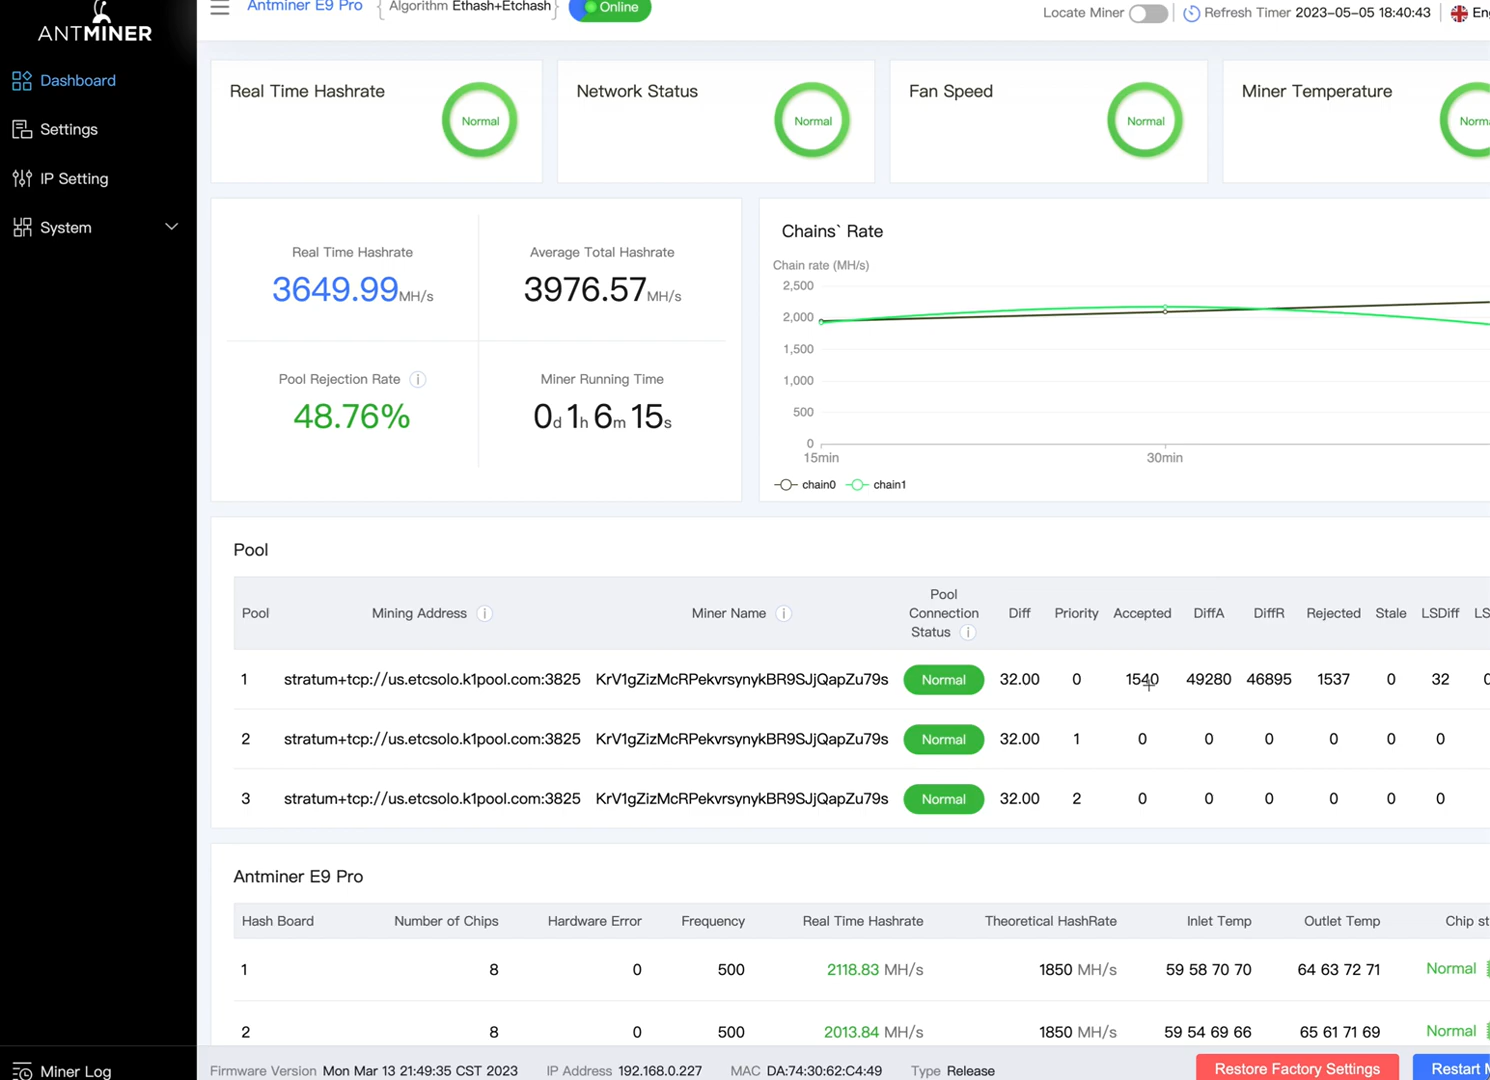 ANTMINER
Antminer E9 Pro
Algorithm Ethash+Etchash
Online
Locate Miner
Refresh Timer 2023-05-05 18:40:43
Dashboard
Settings
IP Setting
System
Real Time Hashrate
Normal
Network Status
Normal
Fan Speed
Normal
Miner Temperature
Real Time Hashrate
3649.99 MH/s
Average Total Hashrate
3976.57 MH/s
Pool Rejection Rate
48.76%
Miner Running Time
0d 1h 6m 15s
Chains` Rate
Chain rate (MH/s)
2,500
2,000
1,500
1,000
500
0
15min
30min
chain0
chain1
Pool
Pool
Mining Address
Miner Name
Pool
Connection
Status
Diff
Priority
Accepted
DiffA
DiffR
Rejected
Stale
LSDiff
LS
1 stratum+tcp://us.etcsolo.k1pool.com:3825 KrV1gZizMcRPekvrsynykBR9SJjQapZu79s Normal 32.00 0 1540 49280 46895 1537 0 32
2 stratum+tcp://us.etcsolo.k1pool.com:3825 KrV1gZizMcRPekvrsynykBR9SJjQapZu79s Normal 32.00 1 0 0 0 0 0 0
3 stratum+tcp://us.etcsolo.k1pool.com:3825 KrV1gZizMcRPekvrsynykBR9SJjQapZu79s Normal 32.00 2 0 0 0 0 0 0
Antminer E9 Pro
Hash Board Number of Chips Hardware Error Frequency Real Time Hashrate Theoretical HashRate Inlet Temp Outlet Temp Chip st
1 8 0 500 2118.83 MH/s 1850 MH/s 59 58 70 70 64 63 72 71 Normal
2 8 0 500 2013.84 MH/s 1850 MH/s 59 54 69 66 65 61 71 69 Normal
Miner Log
Firmware Version Mon Mar 13 21:49:35 CST 2023 IP Address 192.168.0.227 MAC DA:74:30:62:C4:49 Type Release
Restore Factory Settings
Restart